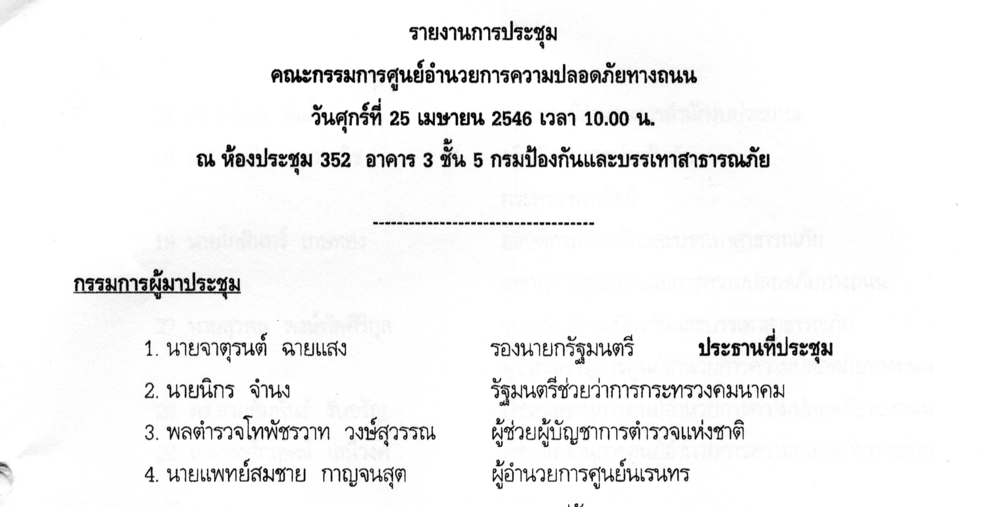 รายงานการประชุม
คณะกรรมการศูนย์อำนวยการความปลอดภัยทางถนน
วันศุกร์ที่ 25 เมษายน 2546 เวลา 10.00 น.
ณ ห้องประชุม 352 อาคาร 3 ชั้น 5 กรมป้องกันและบรรเทาสาธารณภัย
------------------------------------
กรรมการผู้มาประชุม
1. นายจาตุรนต์ ฉายแสง รองนายกรัฐมนตรี ประธานที่ประชุม
2. นายนิกร จำนง รัฐมนตรีช่วยว่าการกระทรวงคมนาคม
3. พลตำรวจโทพัชรวาท วงษ์สุวรรณ ผู้ช่วยผู้บัญชาการตำรวจแห่งชาติ
4. นายแพทย์สมชาย กาญจนสุต ผู้อำนวยการศูนย์นเรนทร